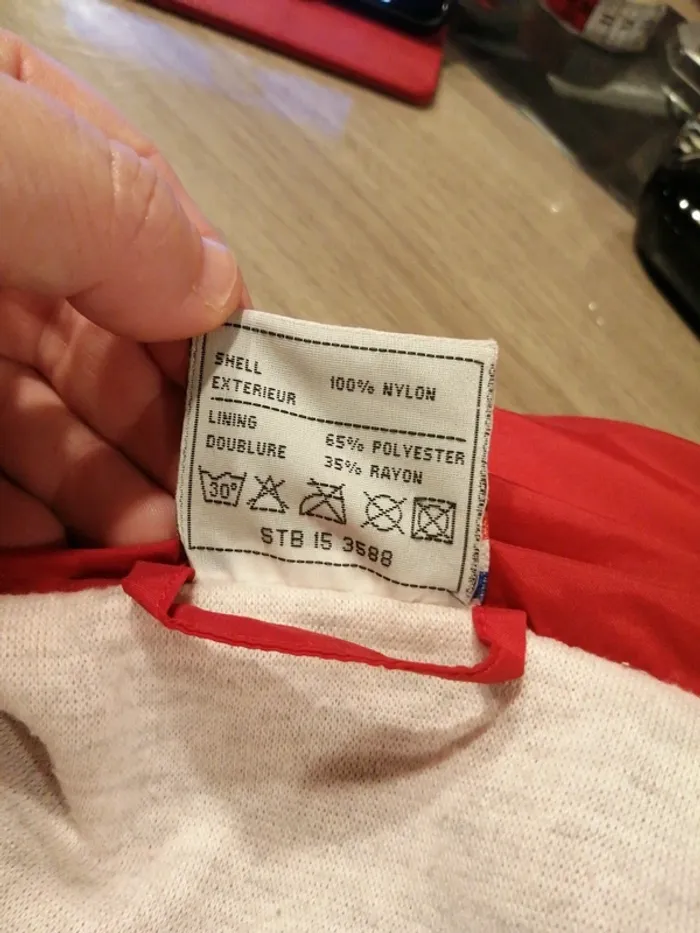 SHELL
EXTERIEUR 100% NYLON
LINING
DOUBLURE 65% POLYESTER
35% RAYON
30°
STB 15 3588